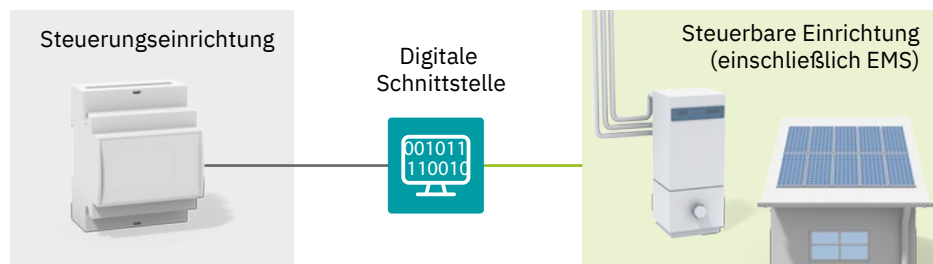 Steuerungseinrichtung
Digitale
Schnittstelle
001011
110010
Steuerbare Einrichtung
(einschließlich EMS)